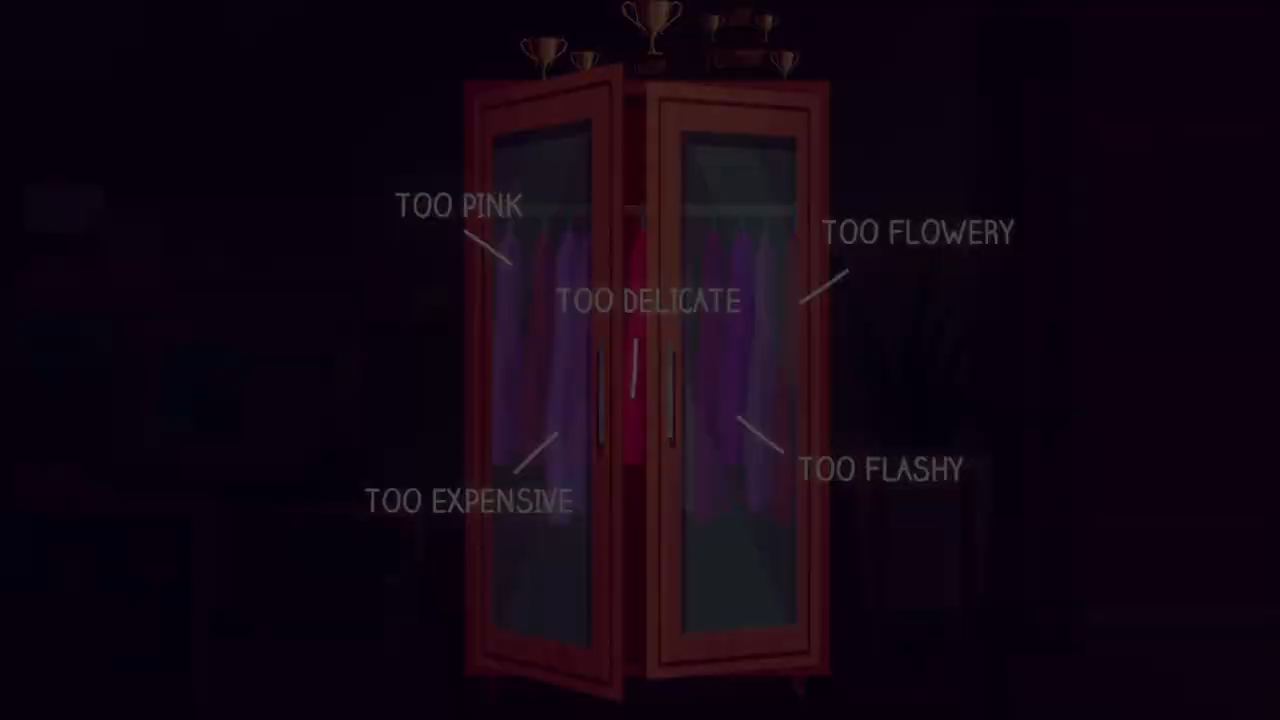 TOO PINK
TOO FLOWERY
TOO DELICATE
TOO FLASHY
TOO EXPENSIVE